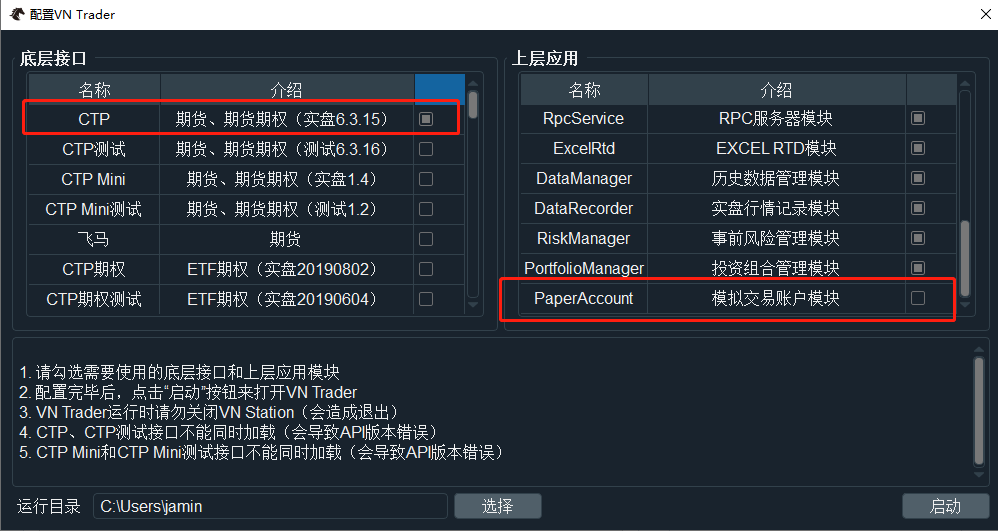 配置VN Trader
底层接口
名称 介绍
CTP 期货、期货期权（实盘6.3.15）
CTP测试 期货、期货期权（测试6.3.16）
CTP Mini 期货、期货期权（实盘1.4）
CTP Mini测试 期货、期货期权（测试1.2）
飞马 期货
CTP期权 ETF期权（实盘20190802）
CTP期权测试 ETF期权（实盘20190604）
上层应用
名称 介绍
RpcService RPC服务器模块
ExcelRtd EXCEL RTD模块
DataManager 历史数据管理模块
DataRecorder 实盘行情记录模块
RiskManager 事前风险管理模块
PortfolioManager 投资组合管理模块
PaperAccount 模拟交易账户模块
1. 请勾选需要使用的底层接口和上层应用模块
2. 配置完毕后，点击“启动”按钮来打开VN Trader
3. VN Trader运行时请勿关闭VN Station（会造成退出）
4. CTP、CTP测试接口不能同时加载（会导致API版本错误）
5. CTP Mini和CTP Mini测试接口不能同时加载（会导致API版本错误）
运行目录 C:\Users\jamin 选择 启动